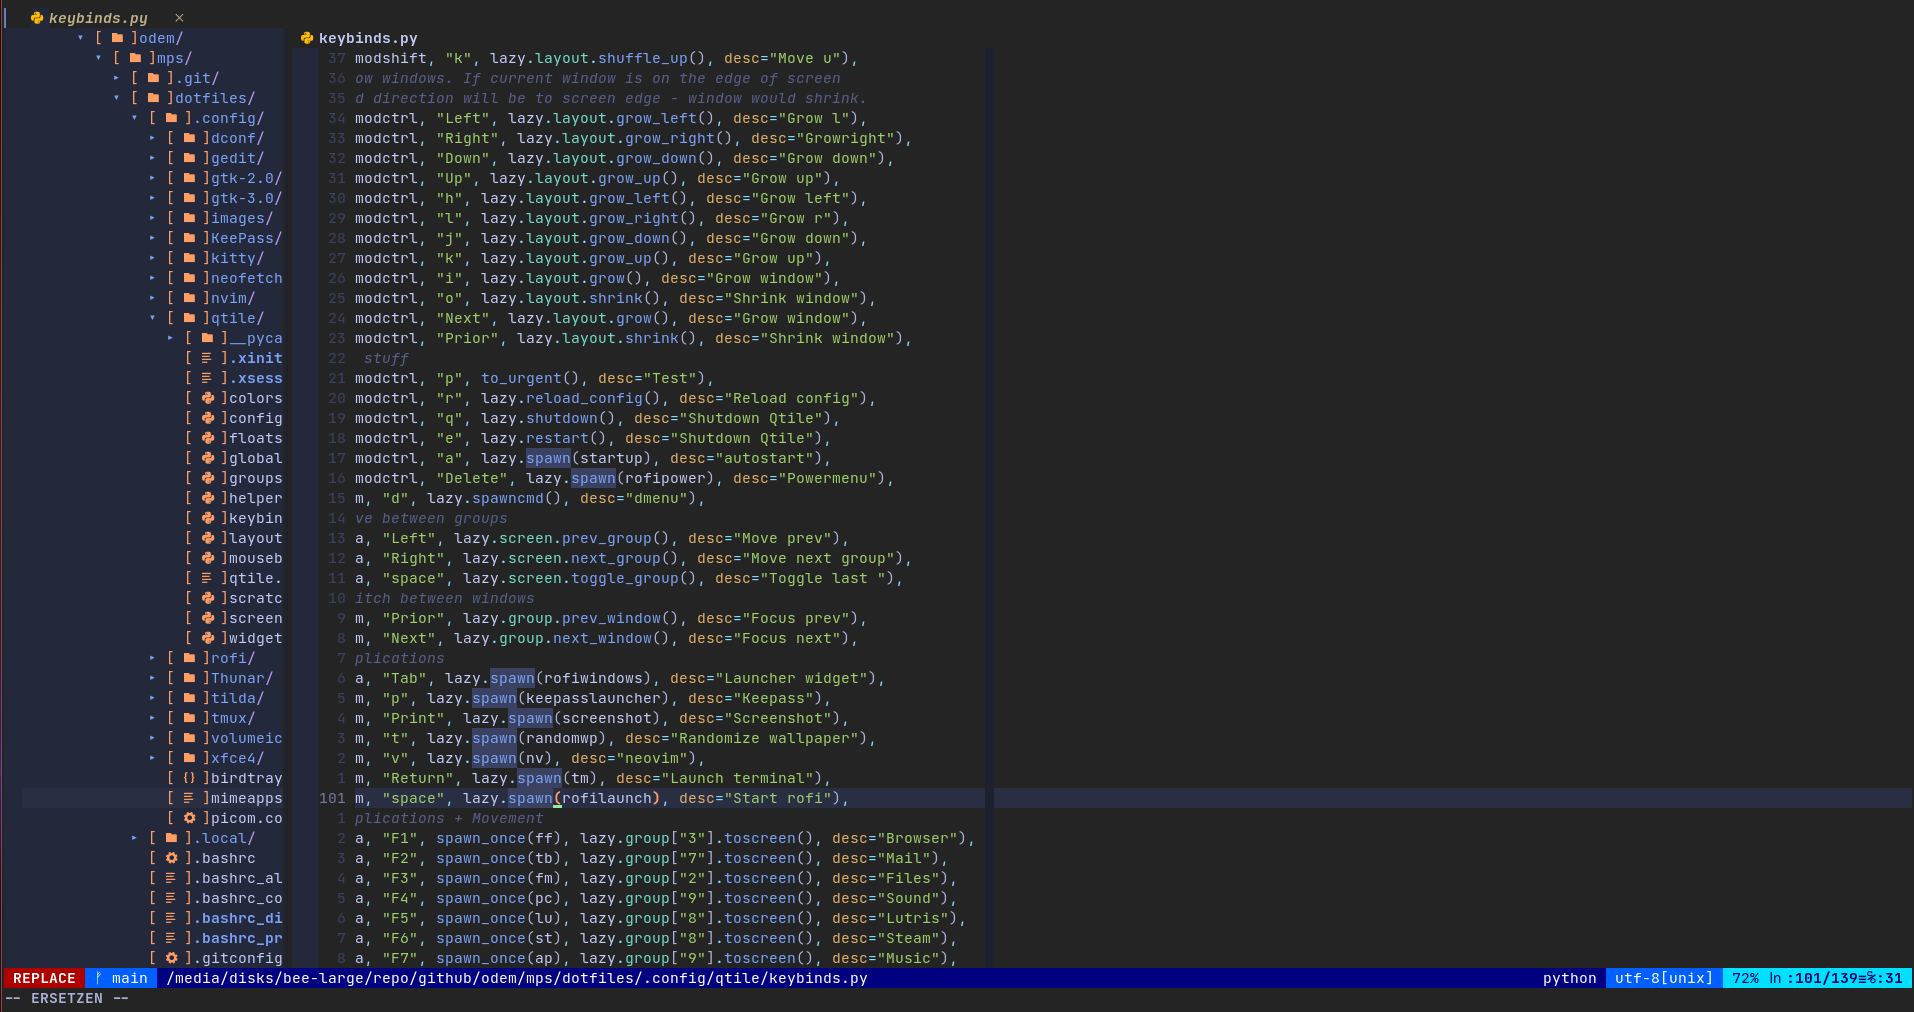 keybinds.py ×
▾ [ ]odem/
▾ [ ]mps/
▸ [ ].git/
▾ [ ]dotfiles/
▾ [ ].config/
▸ [ ]dconf/
▸ [ ]gedit/
▸ [ ]gtk-2.0/
▸ [ ]gtk-3.0/
▸ [ ]images/
▸ [ ]KeePass/
▸ [ ]kitty/
▸ [ ]neofetch
▸ [ ]nvim/
▾ [ ]qtile/
▸ [ ]__pyca
[ ].xinit
[ ].xsess
[ ]colors
[ ]config
[ ]floats
[ ]global
[ ]groups
[ ]helper
[ ]keybin
[ ]layout
[ ]mouseb
[ ]qtile.
[ ]scratc
[ ]screen
[ ]widget
▸ [ ]rofi/
▸ [ ]Thunar/
▸ [ ]tilda/
▸ [ ]tmux/
▸ [ ]volumeic
▸ [ ]xfce4/
[ {} ]birdtray
[ ]mimeapps
[ ]picom.co
▸ [ ].local/
[ ].bashrc
[ ].bashrc_al
[ ].bashrc_co
[ ].bashrc_di
[ ].bashrc_pr
[ ].gitconfig
keybinds.py
37 modshift, "k", lazy.layout.shuffle_up(), desc="Move u"),
36 ow windows. If current window is on the edge of screen
35 d direction will be to screen edge - window would shrink.
34 modctrl, "Left", lazy.layout.grow_left(), desc="Grow l"),
33 modctrl, "Right", lazy.layout.grow_right(), desc="Growright"),
32 modctrl, "Down", lazy.layout.grow_down(), desc="Grow down"),
31 modctrl, "Up", lazy.layout.grow_up(), desc="Grow up"),
30 modctrl, "h", lazy.layout.grow_left(), desc="Grow left"),
29 modctrl, "l", lazy.layout.grow_right(), desc="Grow r"),
28 modctrl, "j", lazy.layout.grow_down(), desc="Grow down"),
27 modctrl, "k", lazy.layout.grow_up(), desc="Grow up"),
26 modctrl, "i", lazy.layout.grow(), desc="Grow window"),
25 modctrl, "o", lazy.layout.shrink(), desc="Shrink window"),
24 modctrl, "Next", lazy.layout.grow(), desc="Grow window"),
23 modctrl, "Prior", lazy.layout.shrink(), desc="Shrink window"),
22 stuff
21 modctrl, "p", to_urgent(), desc="Test"),
20 modctrl, "r", lazy.reload_config(), desc="Reload config"),
19 modctrl, "q", lazy.shutdown(), desc="Shutdown Qtile"),
18 modctrl, "e", lazy.restart(), desc="Shutdown Qtile"),
17 modctrl, "a", lazy.spawn(startup), desc="autostart"),
16 modctrl, "Delete", lazy.spawn(rofipower), desc="Powermenu"),
15 m, "d", lazy.spawncmd(), desc="dmenu"),
14 ve between groups
13 a, "Left", lazy.screen.prev_group(), desc="Move prev"),
12 a, "Right", lazy.screen.next_group(), desc="Move next group"),
11 a, "space", lazy.screen.toggle_group(), desc="Toggle last "),
10 itch between windows
9 m, "Prior", lazy.group.prev_window(), desc="Focus prev"),
8 m, "Next", lazy.group.next_window(), desc="Focus next"),
7 plications
6 a, "Tab", lazy.spawn(rofiwindows), desc="Launcher widget"),
5 m, "p", lazy.spawn(keepasslauncher), desc="Keepass"),
4 m, "Print", lazy.spawn(screenshot), desc="Screenshot"),
3 m, "t", lazy.spawn(randomwp), desc="Randomize wallpaper"),
2 m, "v", lazy.spawn(nv), desc="neovim"),
1 m, "Return", lazy.spawn(tm), desc="Launch terminal"),
101 m, "space", lazy.spawn(rofilaunch), desc="Start rofi"),
1 plications + Movement
2 a, "F1", spawn_once(ff), lazy.group["3"].toscreen(), desc="Browser"),
3 a, "F2", spawn_once(tb), lazy.group["7"].toscreen(), desc="Mail"),
4 a, "F3", spawn_once(fm), lazy.group["2"].toscreen(), desc="Files"),
5 a, "F4", spawn_once(pc), lazy.group["9"].toscreen(), desc="Sound"),
6 a, "F5", spawn_once(lu), lazy.group["8"].toscreen(), desc="Lutris"),
7 a, "F6", spawn_once(st), lazy.group["8"].toscreen(), desc="Steam"),
8 a, "F7", spawn_once(ap), lazy.group["9"].toscreen(), desc="Music"),
REPLACE main /media/disks/bee-large/repo/github/odem/mps/dotfiles/.config/qtile/keybinds.py python utf-8[unix] 72% ln :101/139≡℅:31
-- ERSETZEN --